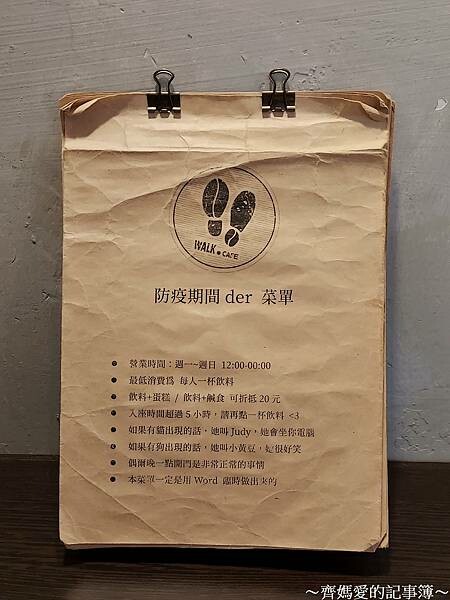 WALK CAFE
防疫期間 der 菜單
營業時間：週一~週日 12:00-00:00
最低消費為 每人一杯飲料
飲料+蛋糕 / 飲料+鹹食 可折抵 20 元
入座時間超過 5 小時，請再點一杯飲料 <3
如果有貓出現的話，她叫 Judy，她會坐你電腦
如果有狗出現的話，她叫小黃豆，她很好笑
偶爾晚一點開門是非常正常的事情
本菜單一定是用 Word 臨時做出來的
～齊媽愛的記事簿～